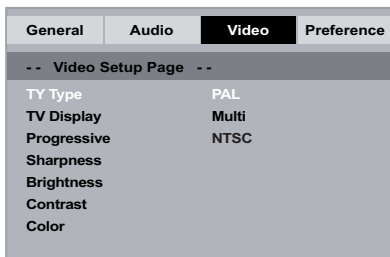 General Audio Video Preference
- - Video Setup Page - -
TY Type PAL
TV Display Multi
Progressive NTSC
Sharpness
Brightness
Contrast
Color